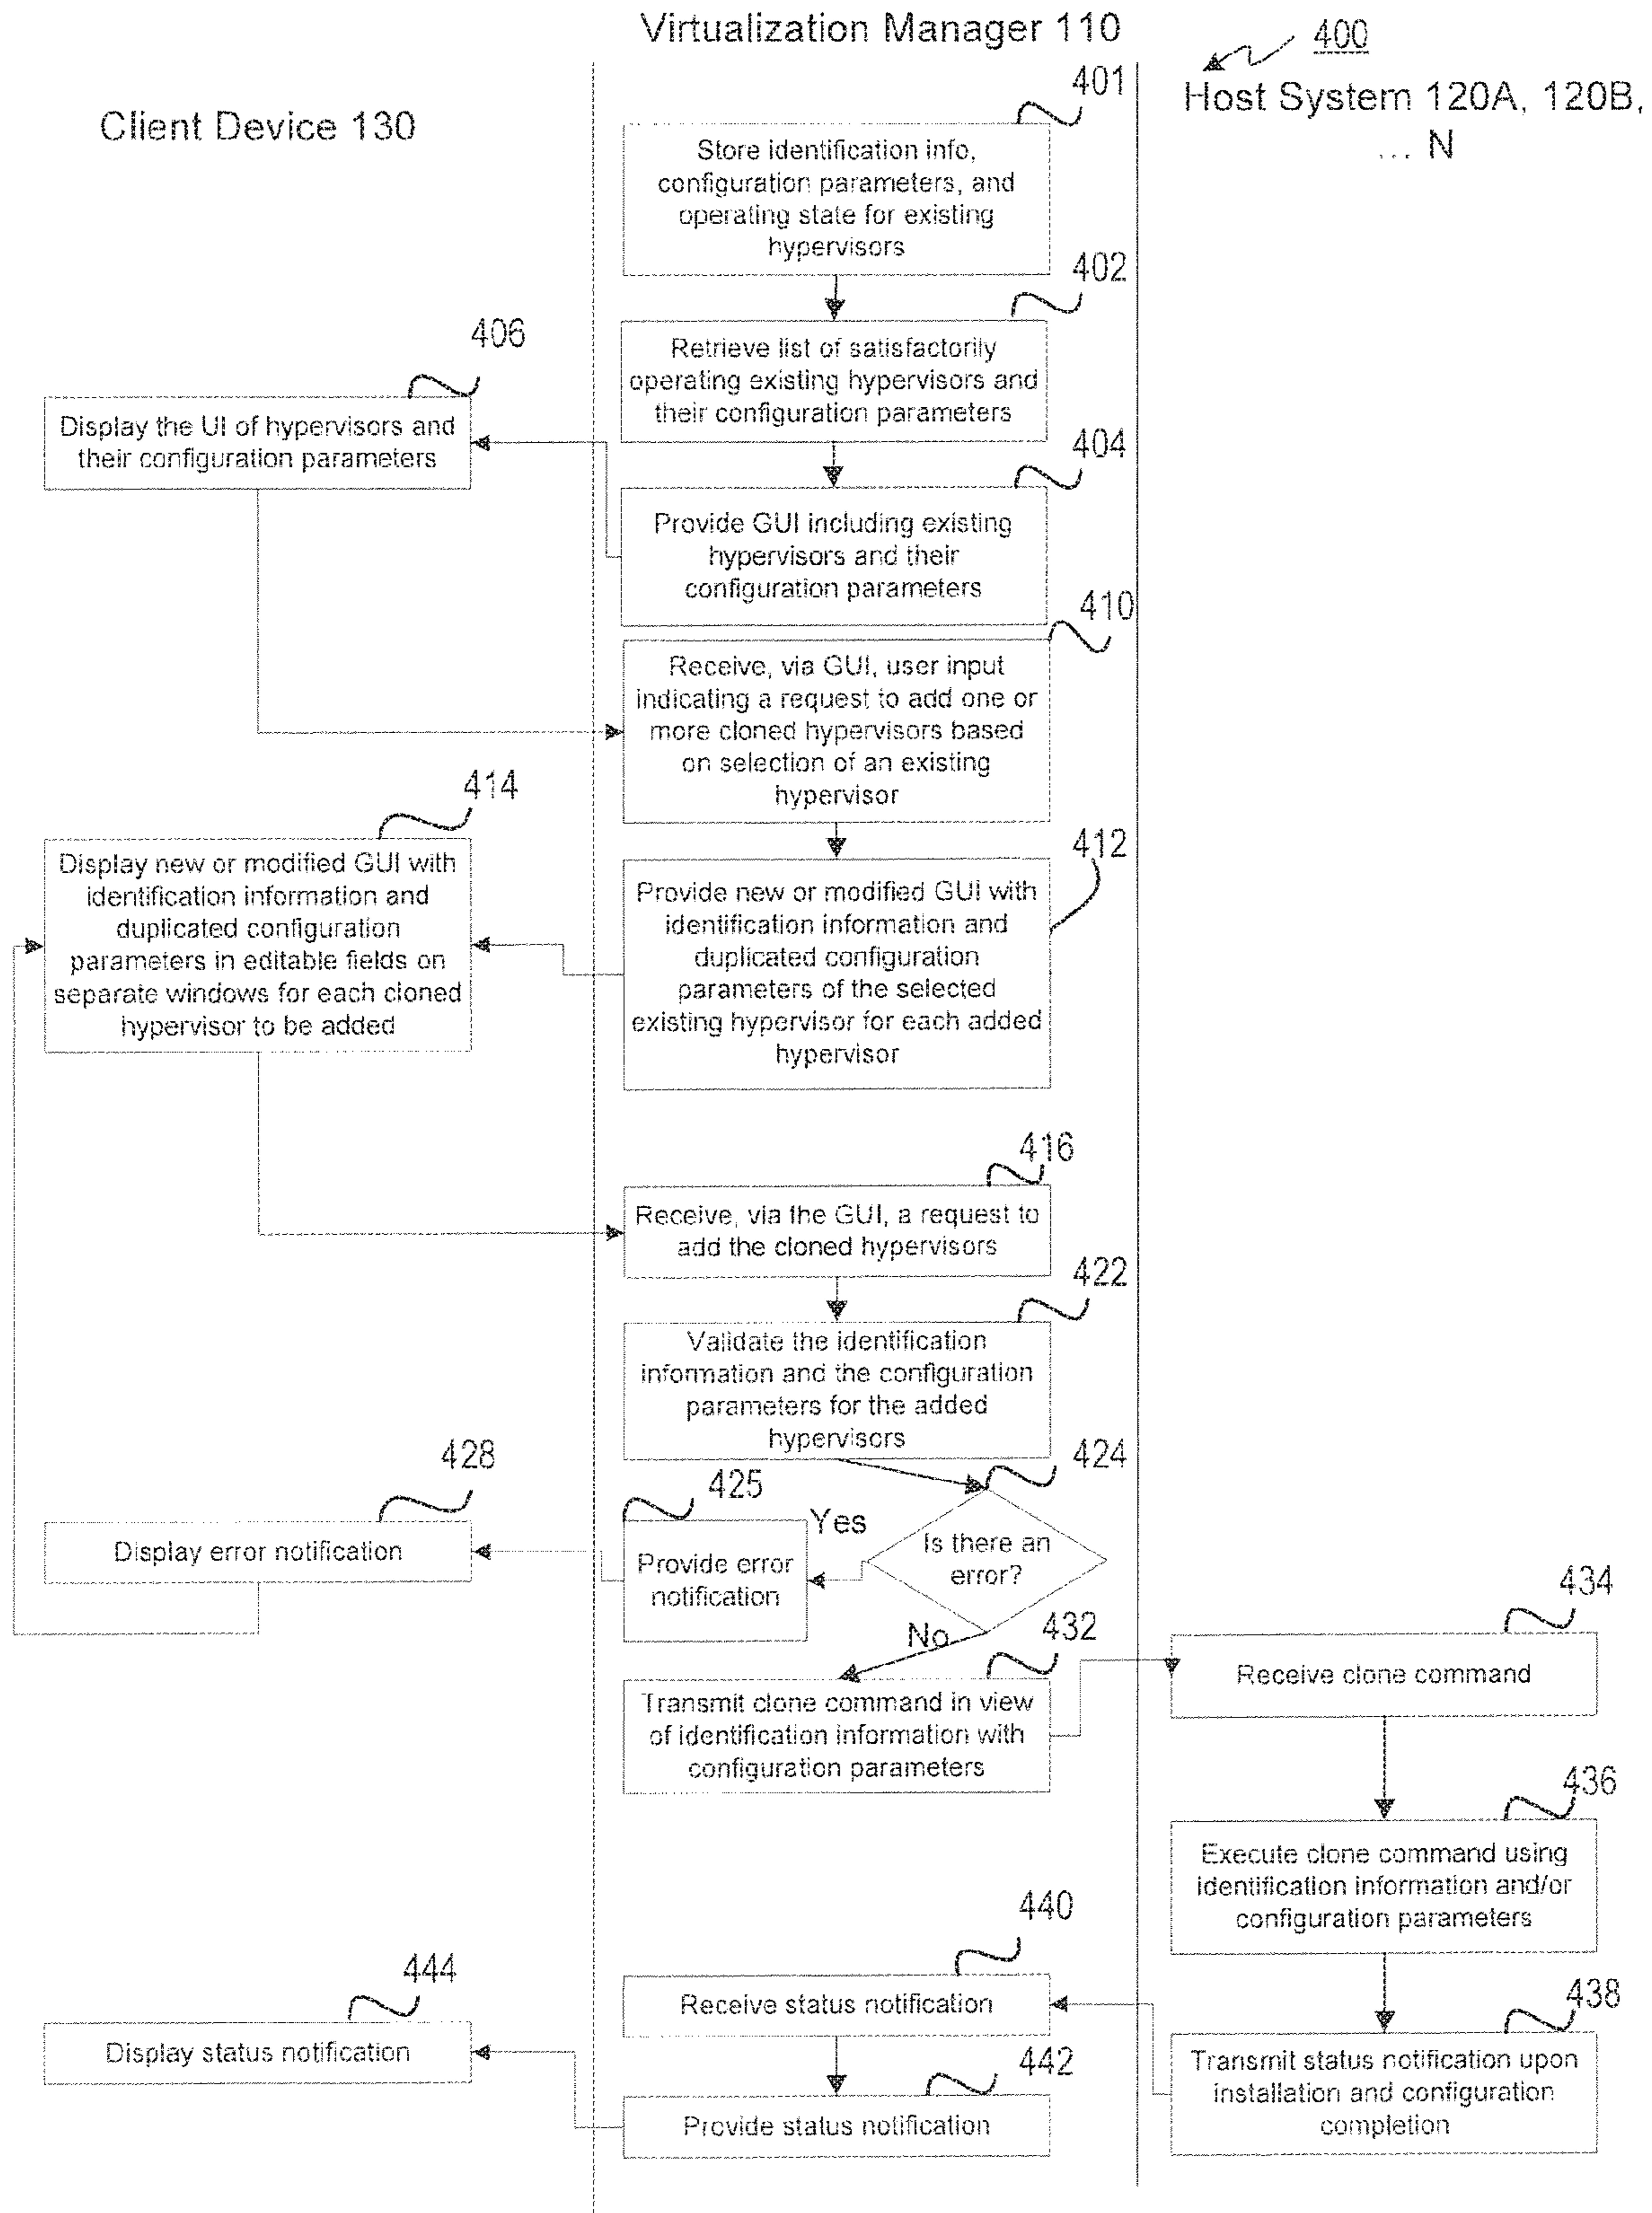 Virtualization Manager 110
400
Client Device 130
Host System 120A, 120B,
... N
401
Store identification info,
configuration parameters, and
operating state for existing
hypervisors
402
Retrieve list of satisfactorily
operating existing hypervisors and
their configuration parameters
406
Display the UI of hypervisors and
their configuration parameters
404
Provide GUI including existing
hypervisors and their
configuration parameters
410
Receive, via GUI, user input
indicating a request to add one or
more cloned hypervisors based
on selection of an existing
hypervisor
414
Display new or modified GUI with
identification information and
duplicated configuration
parameters in editable fields on
separate windows for each cloned
hypervisor to be added
412
Provide new or modified GUI with
identification information and
duplicated configuration
parameters of the selected
existing hypervisor for each added
hypervisor
416
Receive, via the GUI, a request to
add the cloned hypervisors
422
Validate the identification
information and the configuration
parameters for the added
hypervisors
424
Is there an
error?
Yes
No
425
Provide error
notification
428
Display error notification
432
Transmit clone command in view
of identification information with
configuration parameters
434
Receive clone command
436
Execute clone command using
identification information and/or
configuration parameters
438
Transmit status notification upon
installation and configuration
completion
440
Receive status notification
442
Provide status notification
444
Display status notification